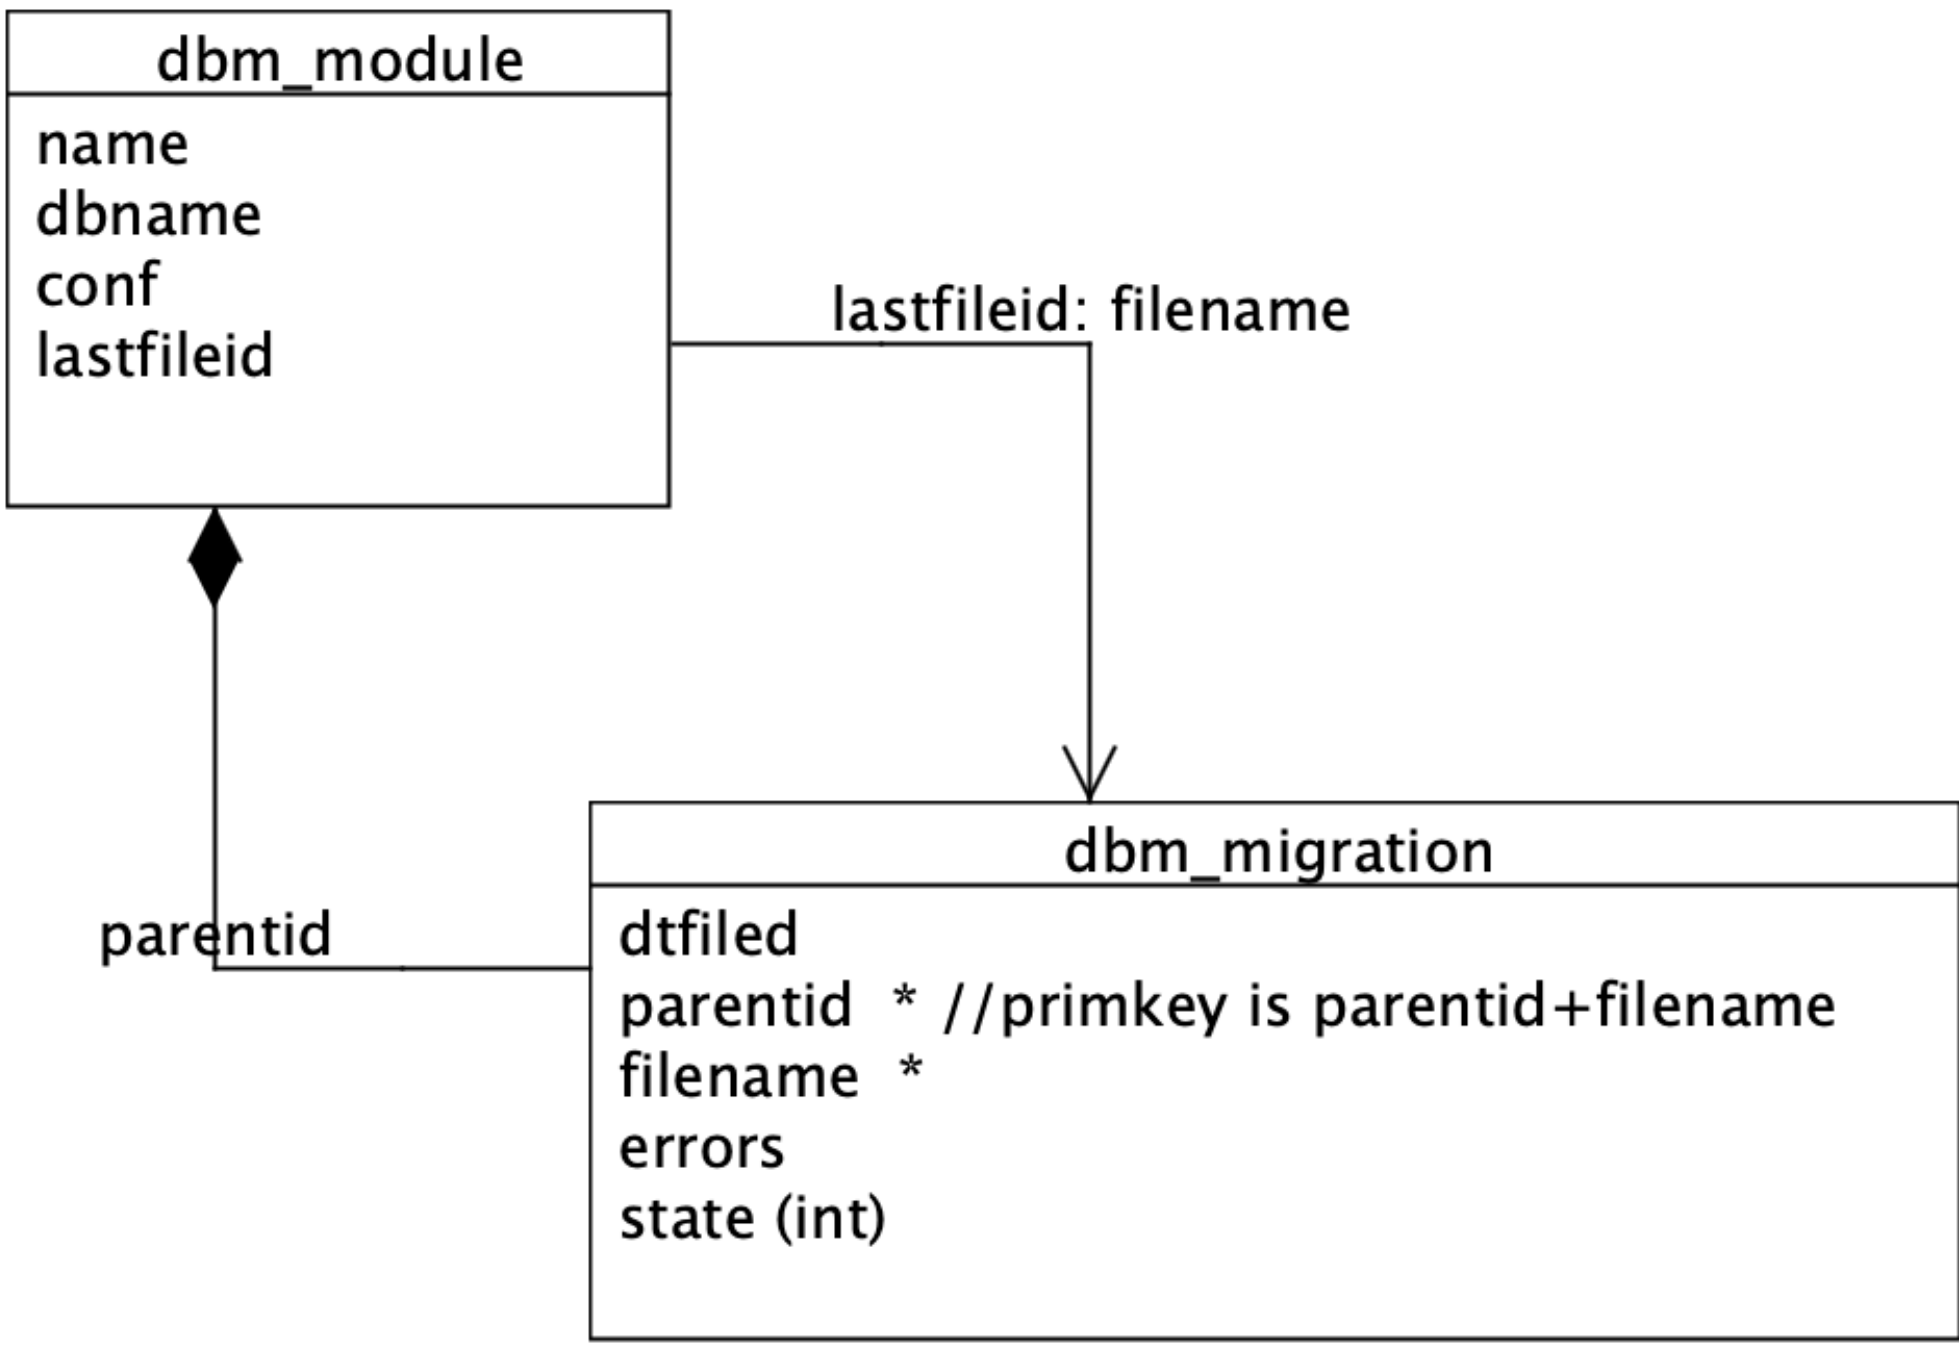 dbm_module
name
dbname
conf
lastfileid
lastfileid: filename
parentid
dbm_migration
dtfiled
parentid  * //primkey is parentid+filename
filename  *
errors
state (int)